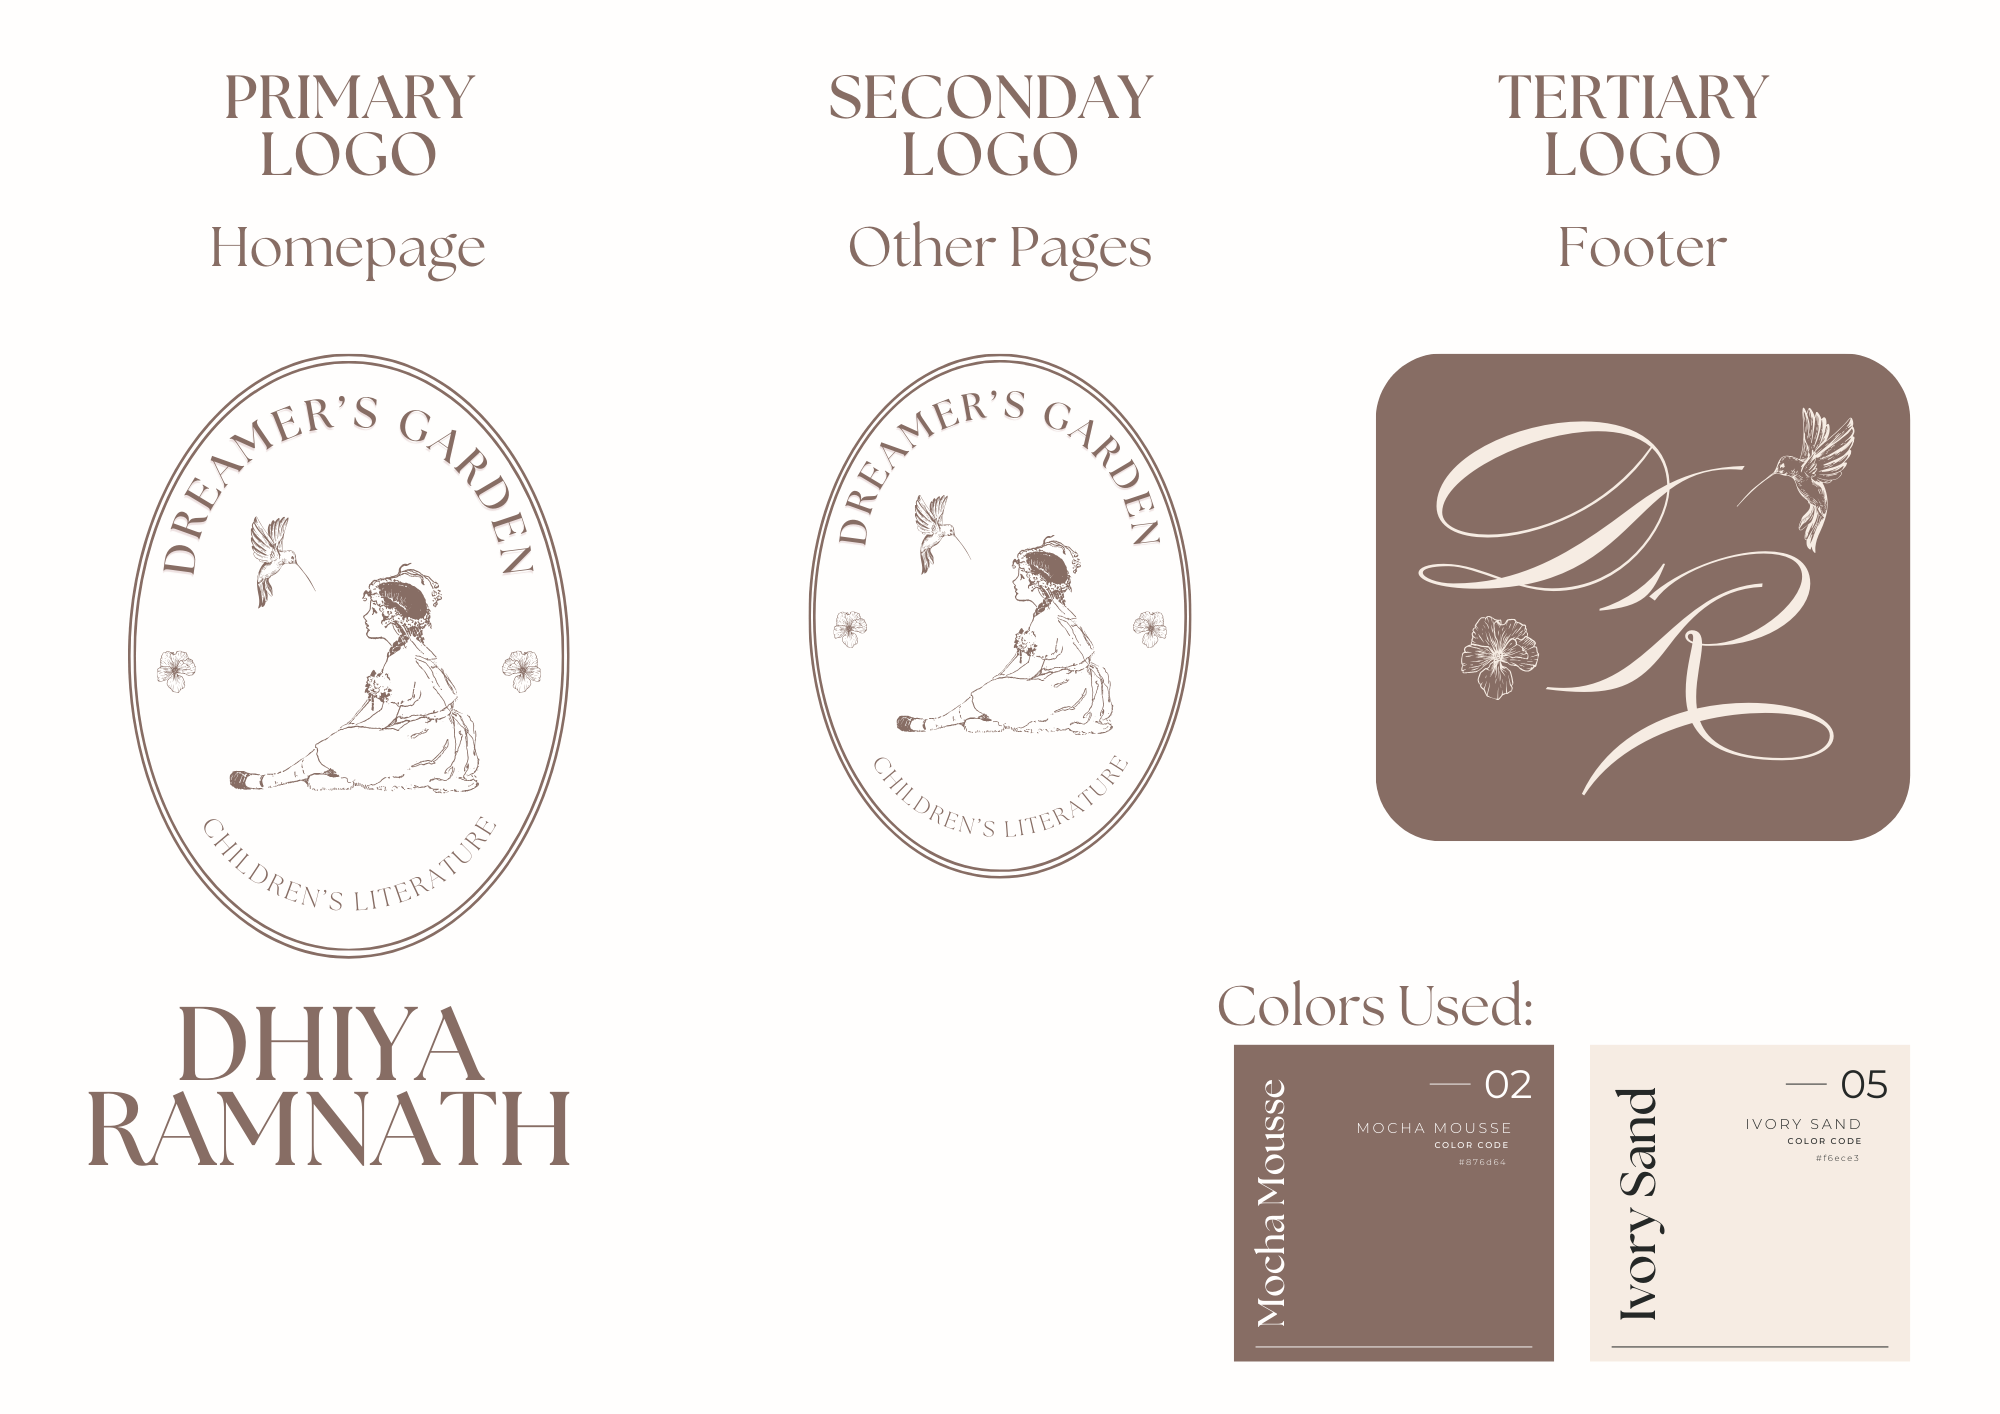 PRIMARY
LOGO
Homepage
DREAMER’S GARDEN
CHILDREN’S LITERATURE
DHIYA
RAMNATH
SECONDAY
LOGO
Other Pages
DREAMER’S GARDEN
CHILDREN’S LITERATURE
TERTIARY
LOGO
Footer
DR
Colors Used:
Mocha Mousse
02
MOCHA MOUSSE
COLOR CODE
#876d64
Ivory Sand
05
IVORY SAND
COLOR CODE
#f6ece3